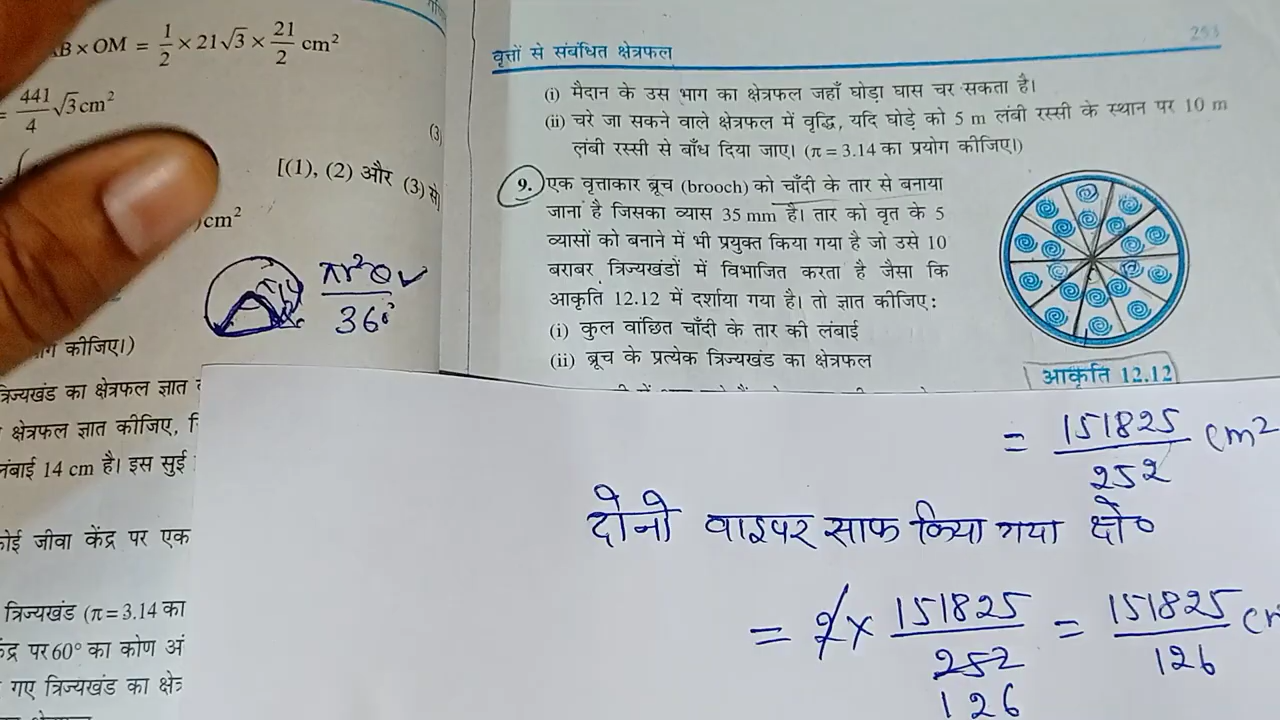 AB × OM = 1/2 × 21√3 × 21/2 cm²
= 441/4 √3 cm²
(3)
[(1), (2) और (3) से]
)cm²
πr²θ ✓
360°
कीजिए।)
त्रिज्यखंड का क्षेत्रफल ज्ञात
क्षेत्रफल ज्ञात कीजिए,
लंबाई 14 cm है। इस सुई
कोई जीवा केंद्र पर एक
त्रिज्यखंड (π = 3.14 का
केंद्र पर 60° का कोण
गए त्रिज्यखंड का
वृत्तों से संबंधित क्षेत्रफल
253
(i) मैदान के उस भाग का क्षेत्रफल जहाँ घोड़ा घास चर सकता है।
(ii) चरे जा सकने वाले क्षेत्रफल में वृद्धि, यदि घोड़े को 5 m लंबी रस्सी के स्थान पर 10 m
लंबी रस्सी से बाँध दिया जाए। (π = 3.14 का प्रयोग कीजिए।)
9. एक वृत्ताकार ब्रूच (brooch) को चाँदी के तार से बनाया
जाना है जिसका व्यास 35 mm है। तार को वृत के 5
व्यासों को बनाने में भी प्रयुक्त किया गया है जो उसे 10
बराबर त्रिज्यखंडों में विभाजित करता है जैसा कि
आकृति 12.12 में दर्शाया गया है। तो ज्ञात कीजिए :
(i) कुल वांछित चाँदी के तार की लंबाई
(ii) ब्रूच के प्रत्येक त्रिज्यखंड का क्षेत्रफल
आकृति 12.12
= 151825/252 cm²
दोनो वाइपर साफ किया गया क्षे०
= 2 × 151825/252 = 151825/126
126